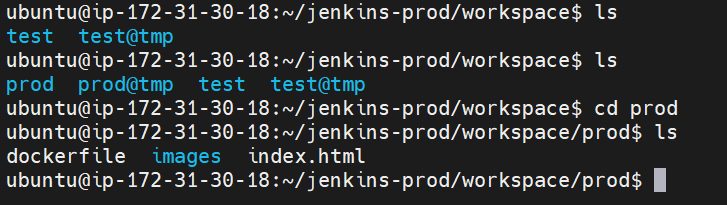 ubuntu@ip-172-31-30-18:~/jenkins-prod/workspace$ ls
test  test@tmp
ubuntu@ip-172-31-30-18:~/jenkins-prod/workspace$ ls
prod  prod@tmp  test  test@tmp
ubuntu@ip-172-31-30-18:~/jenkins-prod/workspace$ cd prod
ubuntu@ip-172-31-30-18:~/jenkins-prod/workspace/prod$ ls
dockerfile  images  index.html
ubuntu@ip-172-31-30-18:~/jenkins-prod/workspace/prod$